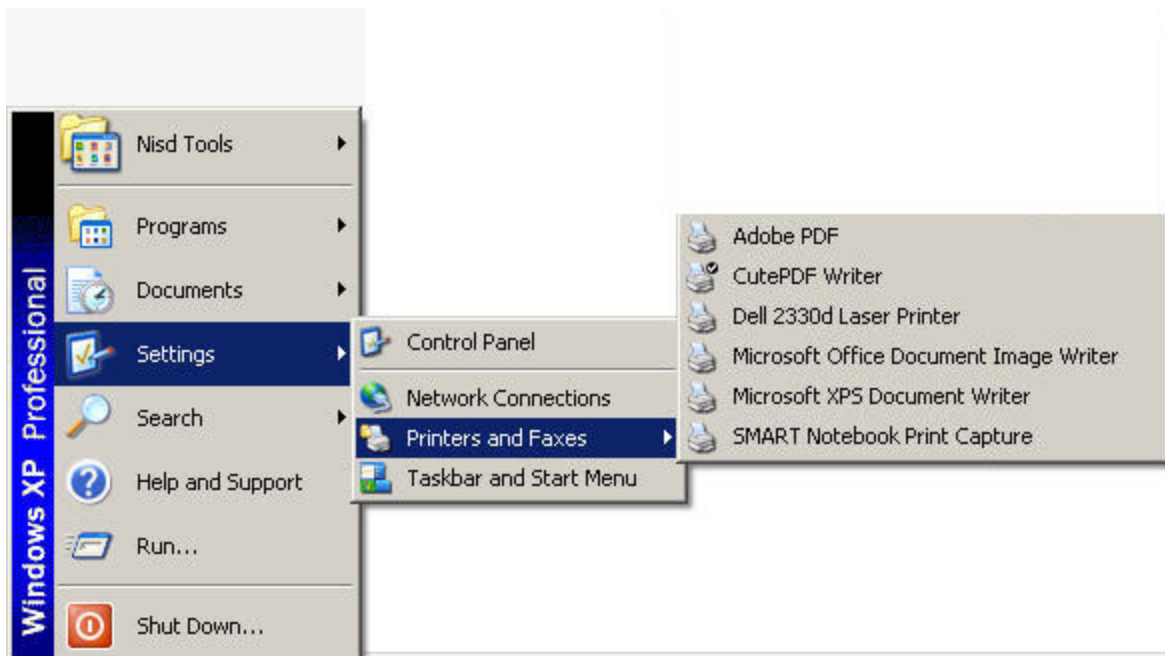 Windows XP Professional
Nisd Tools
Programs
Documents
Settings
Search
Help and Support
Run...
Shut Down...
Control Panel
Network Connections
Printers and Faxes
Taskbar and Start Menu
Adobe PDF
CutePDF Writer
Dell 2330d Laser Printer
Microsoft Office Document Image Writer
Microsoft XPS Document Writer
SMART Notebook Print Capture